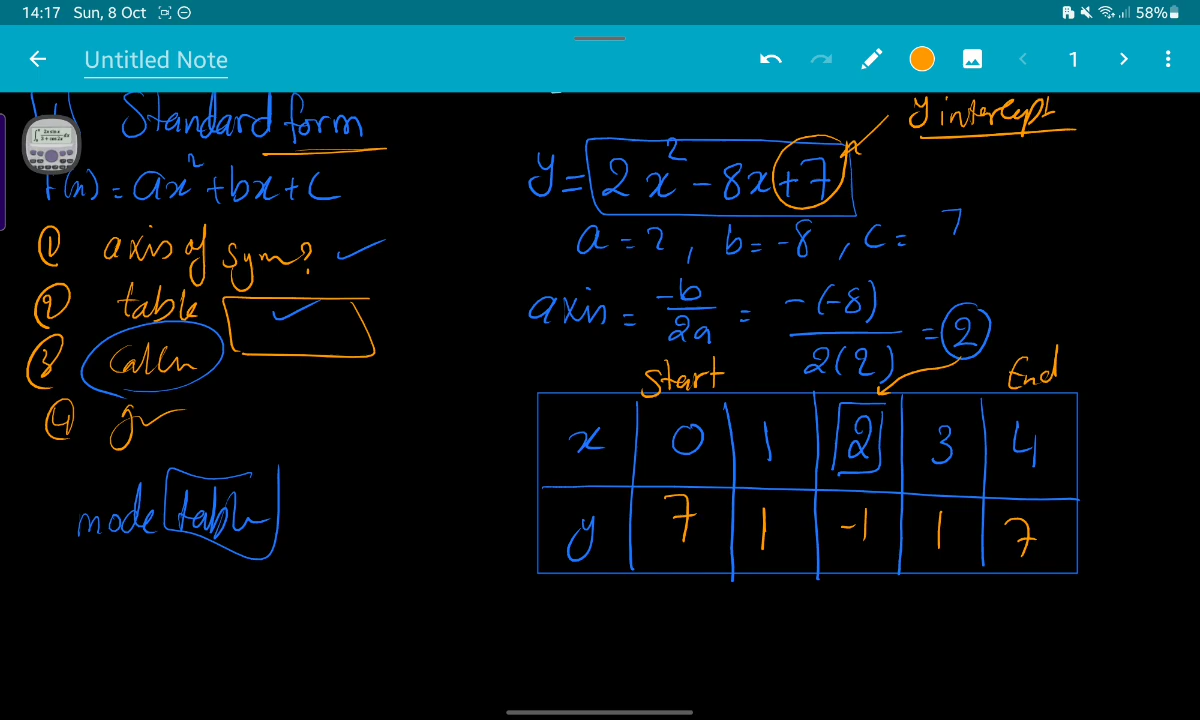 14:17 Sun, 8 Oct 58%
Untitled Note 1
Standard form
f(x) = ax² + bx + c
① axis of sym? ✓
② table ✓
③ Calcu
④ gr
mode table
y intercept
y = 2x² - 8x + 7
a = 2, b = -8, c = 7
axis = -b/2a = -(-8)/2(2) = 2
Start End
x 0 1 2 3 4
y 7 1 -1 1 7